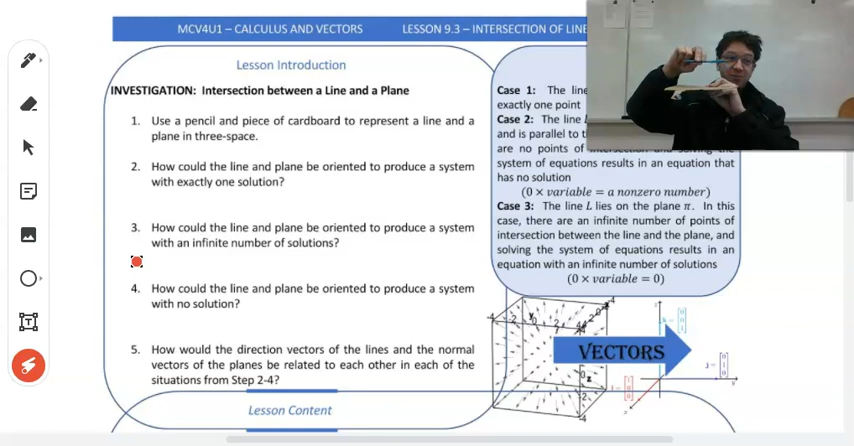 MCV4U1 – CALCULUS AND VECTORS
LESSON 9.3 – INTERSECTION OF LINE
Lesson Introduction
INVESTIGATION: Intersection between a Line and a Plane
1. Use a pencil and piece of cardboard to represent a line and a
plane in three-space.
2. How could the line and plane be oriented to produce a system
with exactly one solution?
3. How could the line and plane be oriented to produce a system
with an infinite number of solutions?
4. How could the line and plane be oriented to produce a system
with no solution?
5. How would the direction vectors of the lines and the normal
vectors of the planes be related to each other in each of the
situations from Step 2-4?
Lesson Content
Case 1: The line
exactly one point
Case 2: The line
and is parallel to t
are no points of
system of equations results in an equation that
has no solution
(0 × variable = a nonzero number)
Case 3: The line L lies on the plane π. In this
case, there are an infinite number of points of
intersection between the line and the plane, and
solving the system of equations results in an
equation with an infinite number of solutions
(0 × variable = 0)
VECTORS